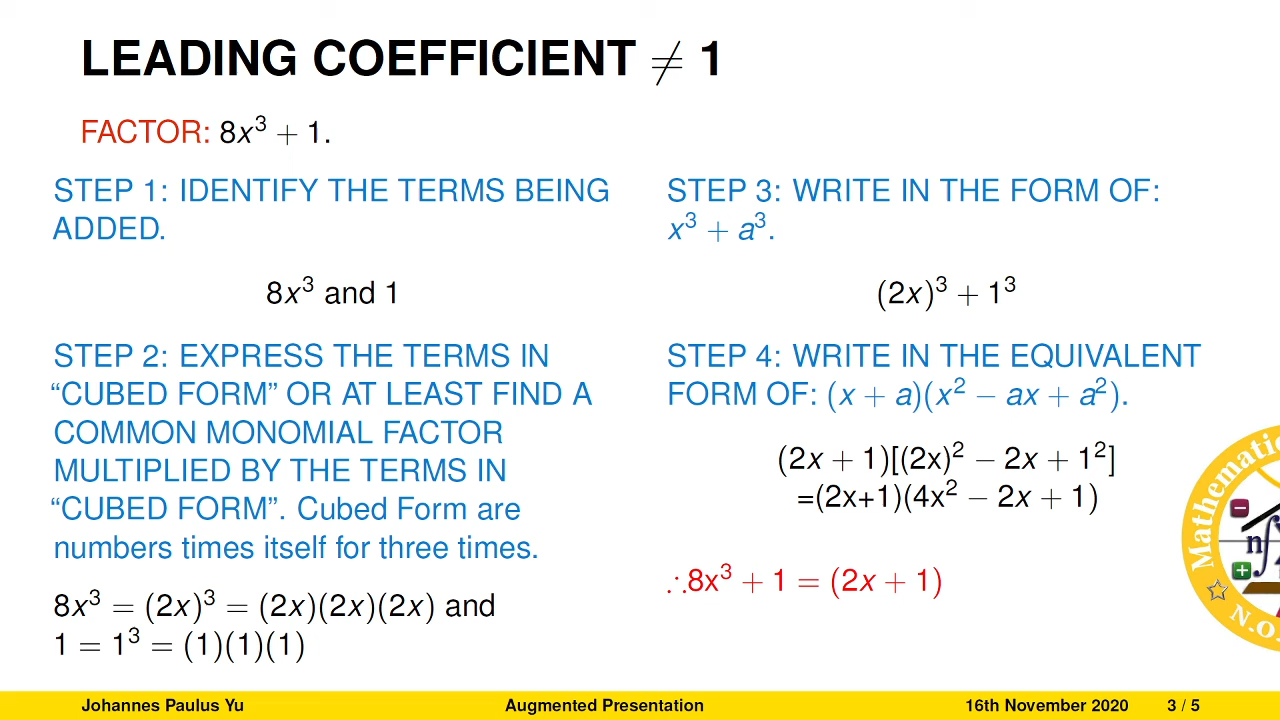 LEADING COEFFICIENT ≠ 1
FACTOR: 8x³ + 1.
STEP 1: IDENTIFY THE TERMS BEING
ADDED.
8x³ and 1
STEP 2: EXPRESS THE TERMS IN
“CUBED FORM” OR AT LEAST FIND A
COMMON MONOMIAL FACTOR
MULTIPLIED BY THE TERMS IN
“CUBED FORM”. Cubed Form are
numbers times itself for three times.
8x³ = (2x)³ = (2x)(2x)(2x) and
1 = 1³ = (1)(1)(1)
STEP 3: WRITE IN THE FORM OF:
x³ + a³.
(2x)³ + 1³
STEP 4: WRITE IN THE EQUIVALENT
FORM OF: (x + a)(x² − ax + a²).
(2x + 1)[(2x)² − 2x + 1²]
=(2x+1)(4x² − 2x + 1)
∴8x³ + 1 = (2x + 1)
Mathematic
N.O.
Johannes Paulus Yu
Augmented Presentation
16th November 2020
3 / 5